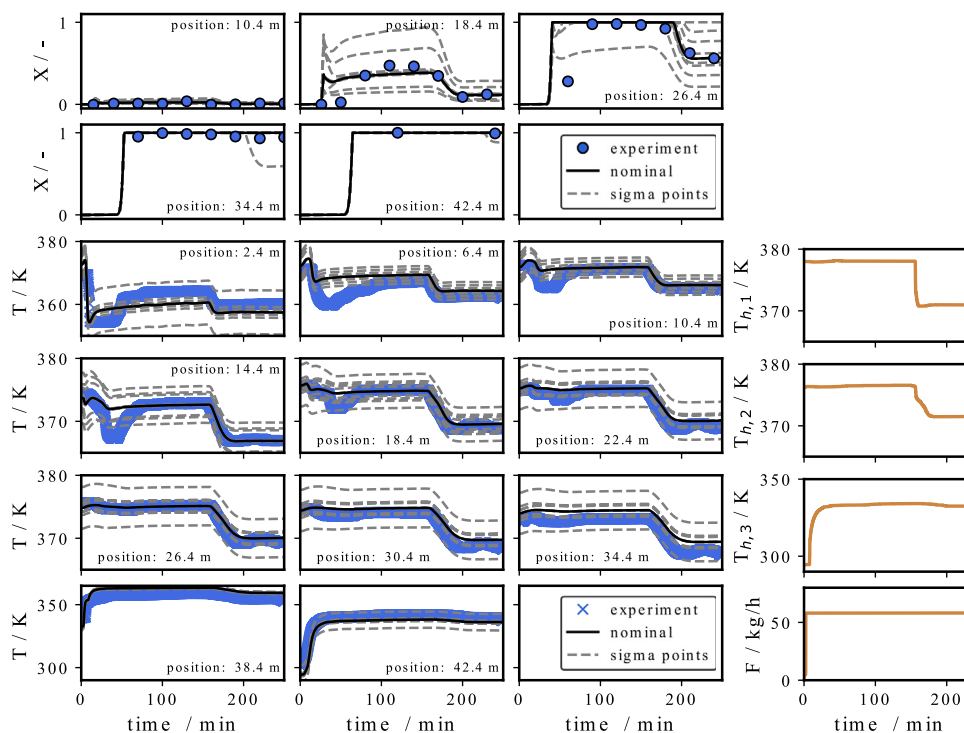 X / -
1
0
position: 10.4 m
position: 18.4 m
position: 26.4 m
X / -
1
0
position: 34.4 m
position: 42.4 m
experiment
nominal
sigma points
T / K
380
360
position: 2.4 m
position: 6.4 m
position: 10.4 m
T_{h,1} / K
380
370
T / K
380
370
position: 14.4 m
position: 18.4 m
position: 22.4 m
T_{h,2} / K
380
370
T / K
380
370
position: 26.4 m
position: 30.4 m
position: 34.4 m
T_{h,3} / K
350
300
T / K
350
300
position: 38.4 m
position: 42.4 m
experiment
nominal
sigma points
F / kg/h
50
0
0 100 200
0 100 200
0 100 200
0 100 200
time / min
time / min
time / min
time / min